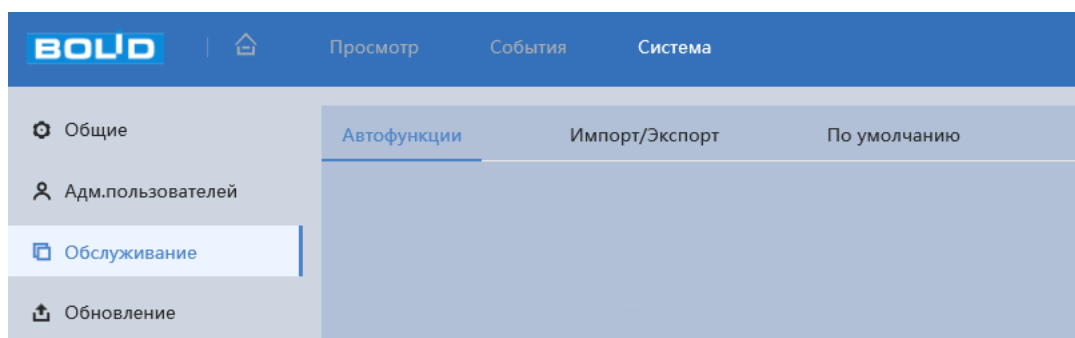 BOLID Просмотр События Система
Общие
Автофункции Импорт/Экспорт По умолчанию
Адм.пользователей
Обслуживание
Обновление